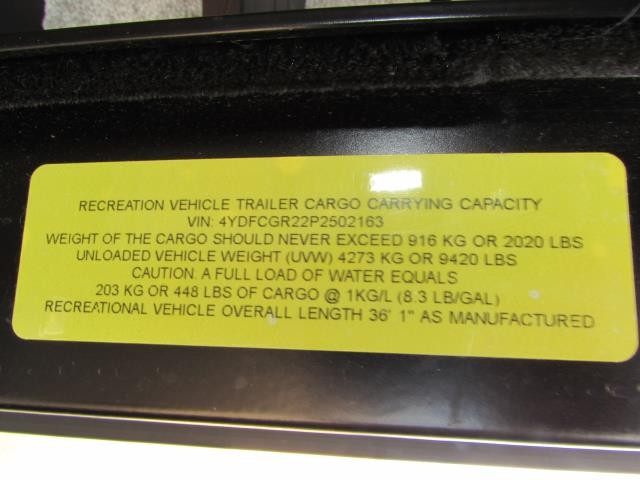 RECREATION VEHICLE TRAILER CARGO CARRYING CAPACITY
VIN: 4YDFCGR22P2502163
WEIGHT OF THE CARGO SHOULD NEVER EXCEED 916 KG OR 2020 LBS
UNLOADED VEHICLE WEIGHT (UVW) 4273 KG OR 9420 LBS
CAUTION. A FULL LOAD OF WATER EQUALS
203 KG OR 448 LBS OF CARGO @ 1KG/L (8.3 LB/GAL)
RECREATIONAL VEHICLE OVERALL LENGTH 36' 1" AS MANUFACTURED